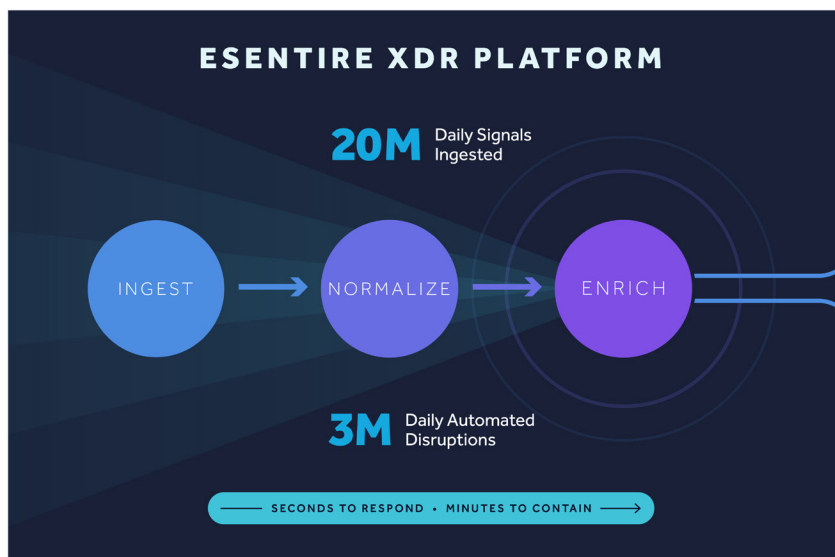 ESENTIRE XDR PLATFORM
20M Daily Signals
Ingested
INGEST
NORMALIZE
ENRICH
3M Daily Automated
Disruptions
SECONDS TO RESPOND • MINUTES TO CONTAIN